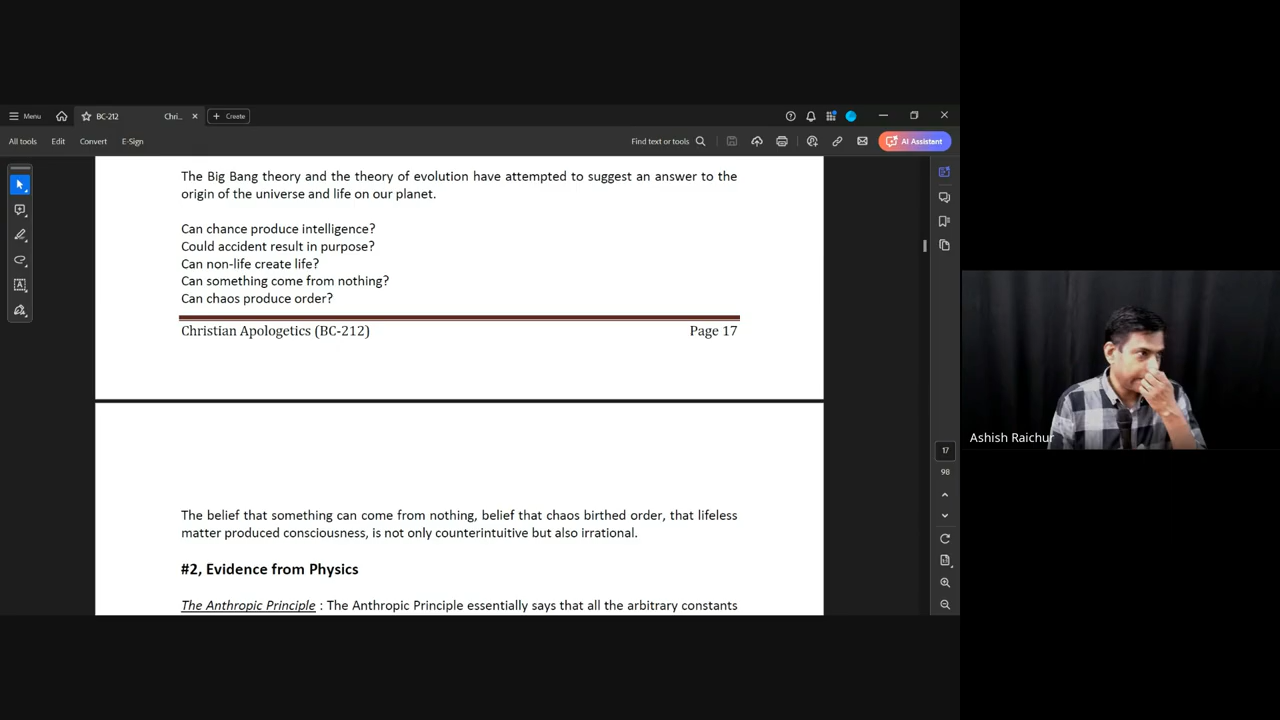 Menu
BC-212 Chri...
Create
All tools
Edit
Convert
E-Sign
Find text or tools
AI Assistant
The Big Bang theory and the theory of evolution have attempted to suggest an answer to the
origin of the universe and life on our planet.
Can chance produce intelligence?
Could accident result in purpose?
Can non-life create life?
Can something come from nothing?
Can chaos produce order?
Christian Apologetics (BC-212) Page 17
The belief that something can come from nothing, belief that chaos birthed order, that lifeless
matter produced consciousness, is not only counterintuitive but also irrational.
#2, Evidence from Physics
The Anthropic Principle : The Anthropic Principle essentially says that all the arbitrary constants
17
98
Ashish Raichur